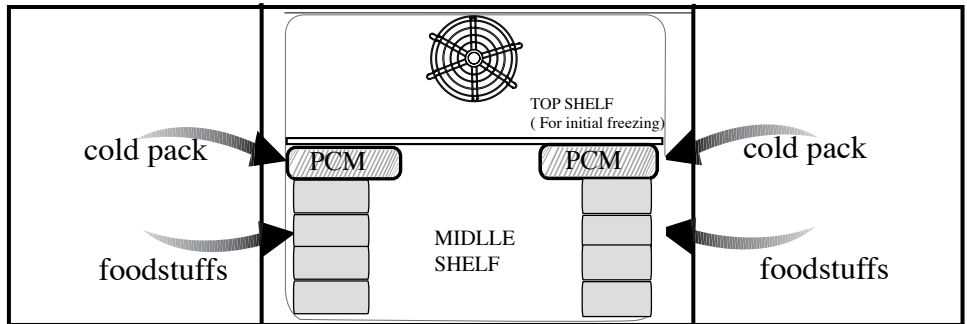 TOP SHELF
( For initial freezing)
cold pack
PCM
PCM
cold pack
MIDLLE
SHELF
foodstuffs
foodstuffs